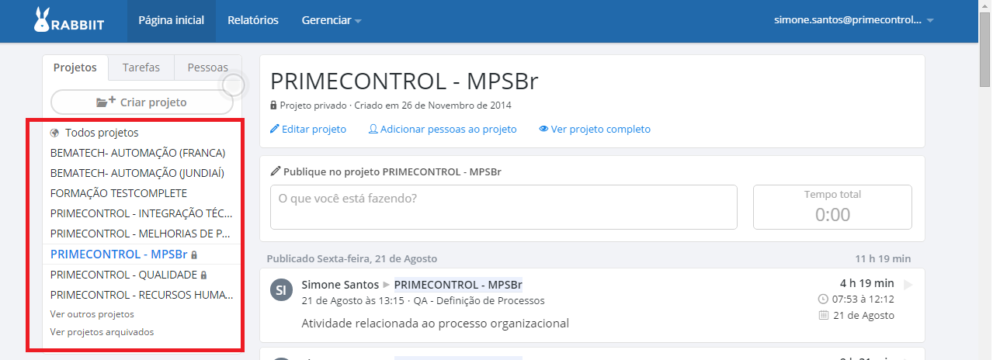 RABBIIT
Página inicial
Relatórios
Gerenciar
simone.santos@primecontrol...
Projetos
Tarefas
Pessoas
Criar projeto
Todos projetos
BEMATECH- AUTOMAÇÃO (FRANCA)
BEMATECH- AUTOMAÇÃO (JUNDIAÍ)
FORMAÇÃO TESTCOMPLETE
PRIMECONTROL - INTEGRAÇÃO TÉC...
PRIMECONTROL - MELHORIAS DE P...
PRIMECONTROL - MPSBr
PRIMECONTROL - QUALIDADE
PRIMECONTROL - RECURSOS HUMA...
Ver outros projetos
Ver projetos arquivados
PRIMECONTROL - MPSBr
Projeto privado · Criado em 26 de Novembro de 2014
Editar projeto
Adicionar pessoas ao projeto
Ver projeto completo
Publique no projeto PRIMECONTROL - MPSBr
O que você está fazendo?
Tempo total
0:00
Publicado Sexta-feira, 21 de Agosto
11 h 19 min
SI
Simone Santos PRIMECONTROL - MPSBr
21 de Agosto às 13:15 · QA - Definição de Processos
Atividade relacionada ao processo organizacional
4 h 19 min
07:53 à 12:12
21 de Agosto